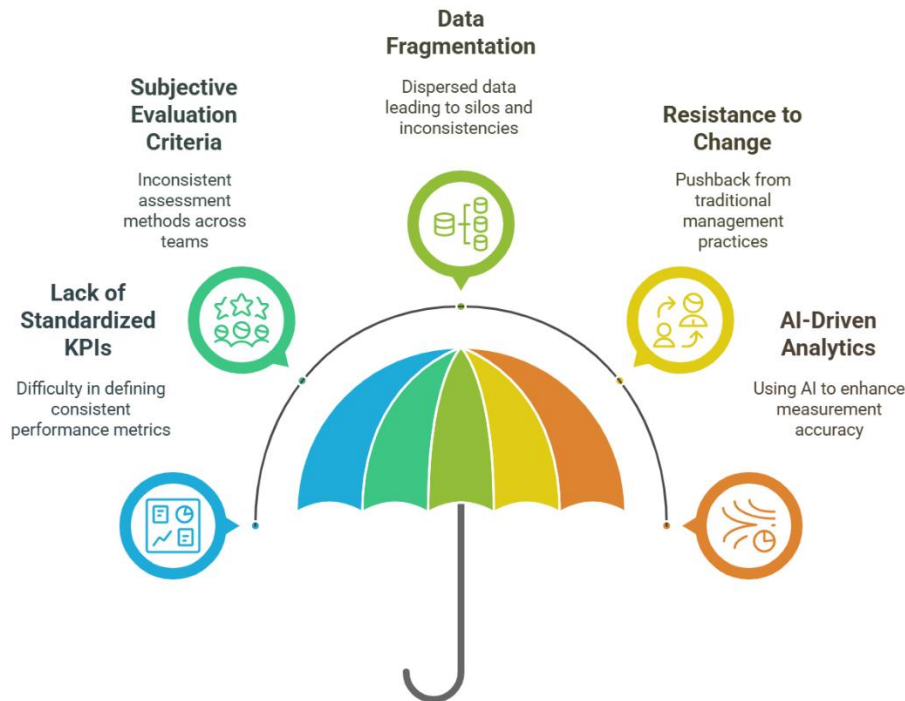 Data
Fragmentation
Dispersed data
leading to silos and
inconsistencies
Subjective
Evaluation
Criteria
Inconsistent
assessment
methods across
teams
Resistance to
Change
Pushback from
traditional
management
practices
Lack of
Standardized
KPIs
Difficulty in defining
consistent
performance metrics
AI-Driven
Analytics
Using AI to enhance
measurement
accuracy